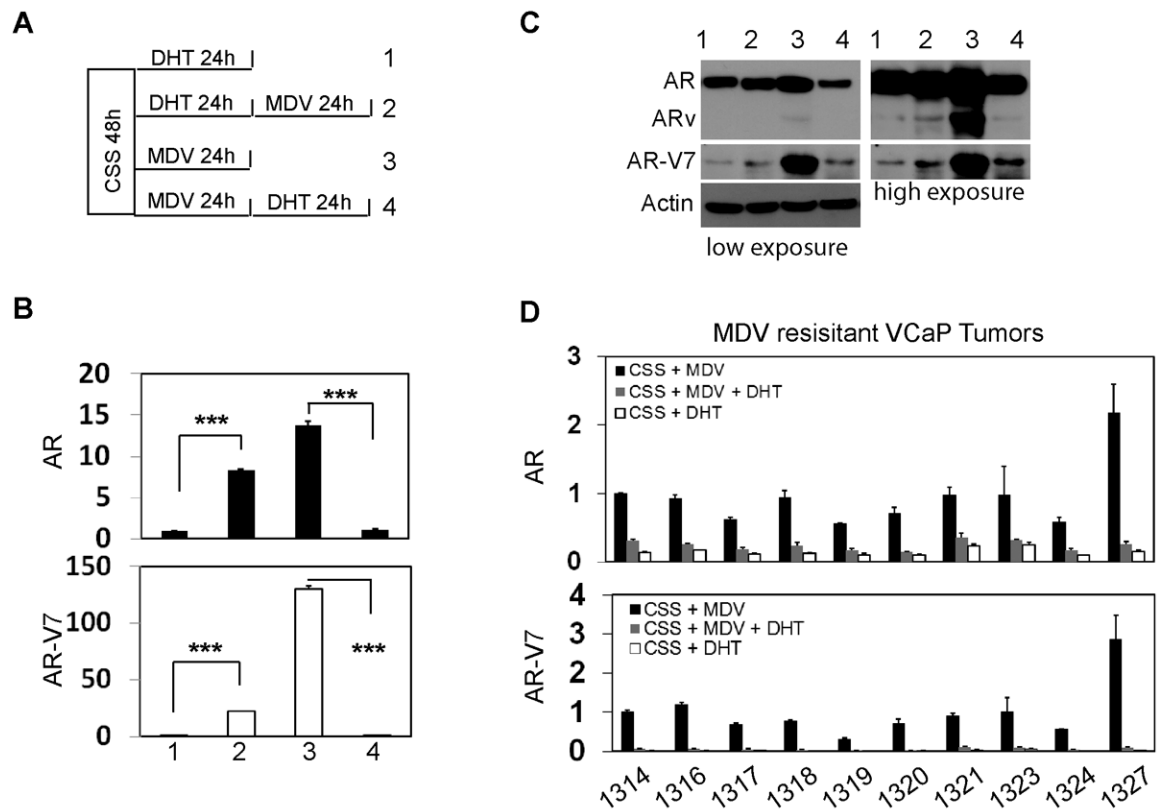 A
CSS 48h
DHT 24h 1
DHT 24h MDV 24h 2
MDV 24h 3
MDV 24h DHT 24h 4
C
1 2 3 4 1 2 3 4
AR
ARv
AR-V7
Actin
low exposure
high exposure
B
AR
20
15
10
5
0
*** ***
AR-V7
150
100
50
0
*** ***
1 2 3 4
D
MDV resisitant VCaP Tumors
AR
3
2
1
0
CSS + MDV
CSS + MDV + DHT
CSS + DHT
AR-V7
4
3
2
1
0
CSS + MDV
CSS + MDV + DHT
CSS + DHT
1314 1316 1317 1318 1319 1320 1321 1323 1324 1327